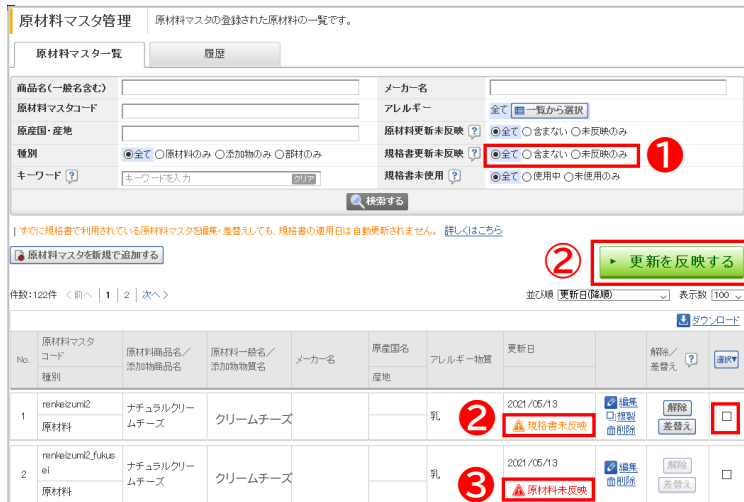 原材料マスタ管理 原材料マスタの登録された原材料の一覧です。
原材料マスター覧 履歴
商品名(一般名含む) メーカー名
原材料マスタコード アレルギー 全て 一覧から選択
原産国・産地 原材料更新未反映 ? 全て 含まない 未反映のみ
種別 全て 原材料のみ 添加物のみ 部材のみ 規格書更新未反映 ? 全て 含まない 未反映のみ ①
キーワード ? キーワードを入力 クリア 規格書未使用 ? 全て 使用中 未使用のみ
検索する
すでに規格書で利用されている原材料マスタを編集・差替えしても、規格書の適用日は自動更新されません。 詳しくはこちら
原材料マスタを新規で追加する ② 更新を反映する
件数:122件 <前へ | 1 | 2 | 次へ> 並び順 更新日(降順) 表示数 100
ダウンロード
No. 原材料マスタコード 種別 原材料商品名/添加物商品名 原材料一般名/添加物物質名 メーカー名 原産国名 産地 アレルギー物質 更新日 解除/差替え ? 選択▼
1 renkeizumi2 原材料 ナチュラルクリームチーズ クリームチーズ 乳 2021/05/13 ② 規格書未反映 編集 複製 削除 解除 差替え
2 renkeizumi2_fukusei 原材料 ナチュラルクリームチーズ クリームチーズ 乳 2021/05/13 ③ 原材料未反映 編集 削除 解除 差替え